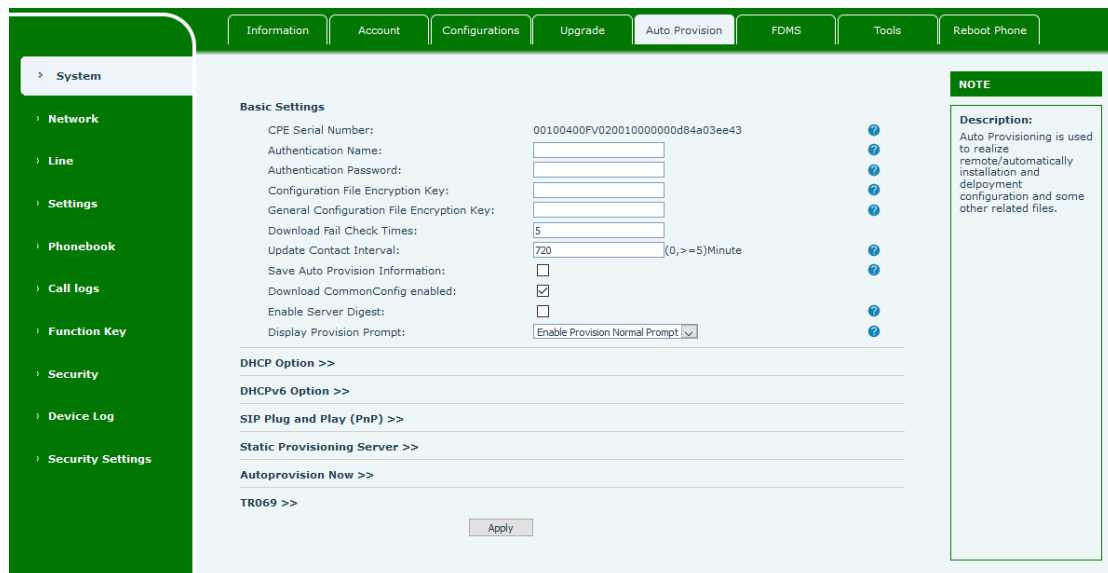 Information Account Configurations Upgrade Auto Provision FDMS Tools Reboot Phone
System
Network
Line
Settings
Phonebook
Call logs
Function Key
Security
Device Log
Security Settings
Basic Settings
CPE Serial Number: 00100400FV020010000000d84a03ee43
Authentication Name:
Authentication Password:
Configuration File Encryption Key:
General Configuration File Encryption Key:
Download Fail Check Times: 5
Update Contact Interval: 720 (0,>=5)Minute
Save Auto Provision Information:
Download CommonConfig enabled:
Enable Server Digest:
Display Provision Prompt: Enable Provision Normal Prompt
DHCP Option >>
DHCPv6 Option >>
SIP Plug and Play (PnP) >>
Static Provisioning Server >>
Autoprovision Now >>
TR069 >>
Apply
NOTE
Description:
Auto Provisioning is used
to realize
remote/automatically
installation and
delpoyment
configuration and some
other related files.